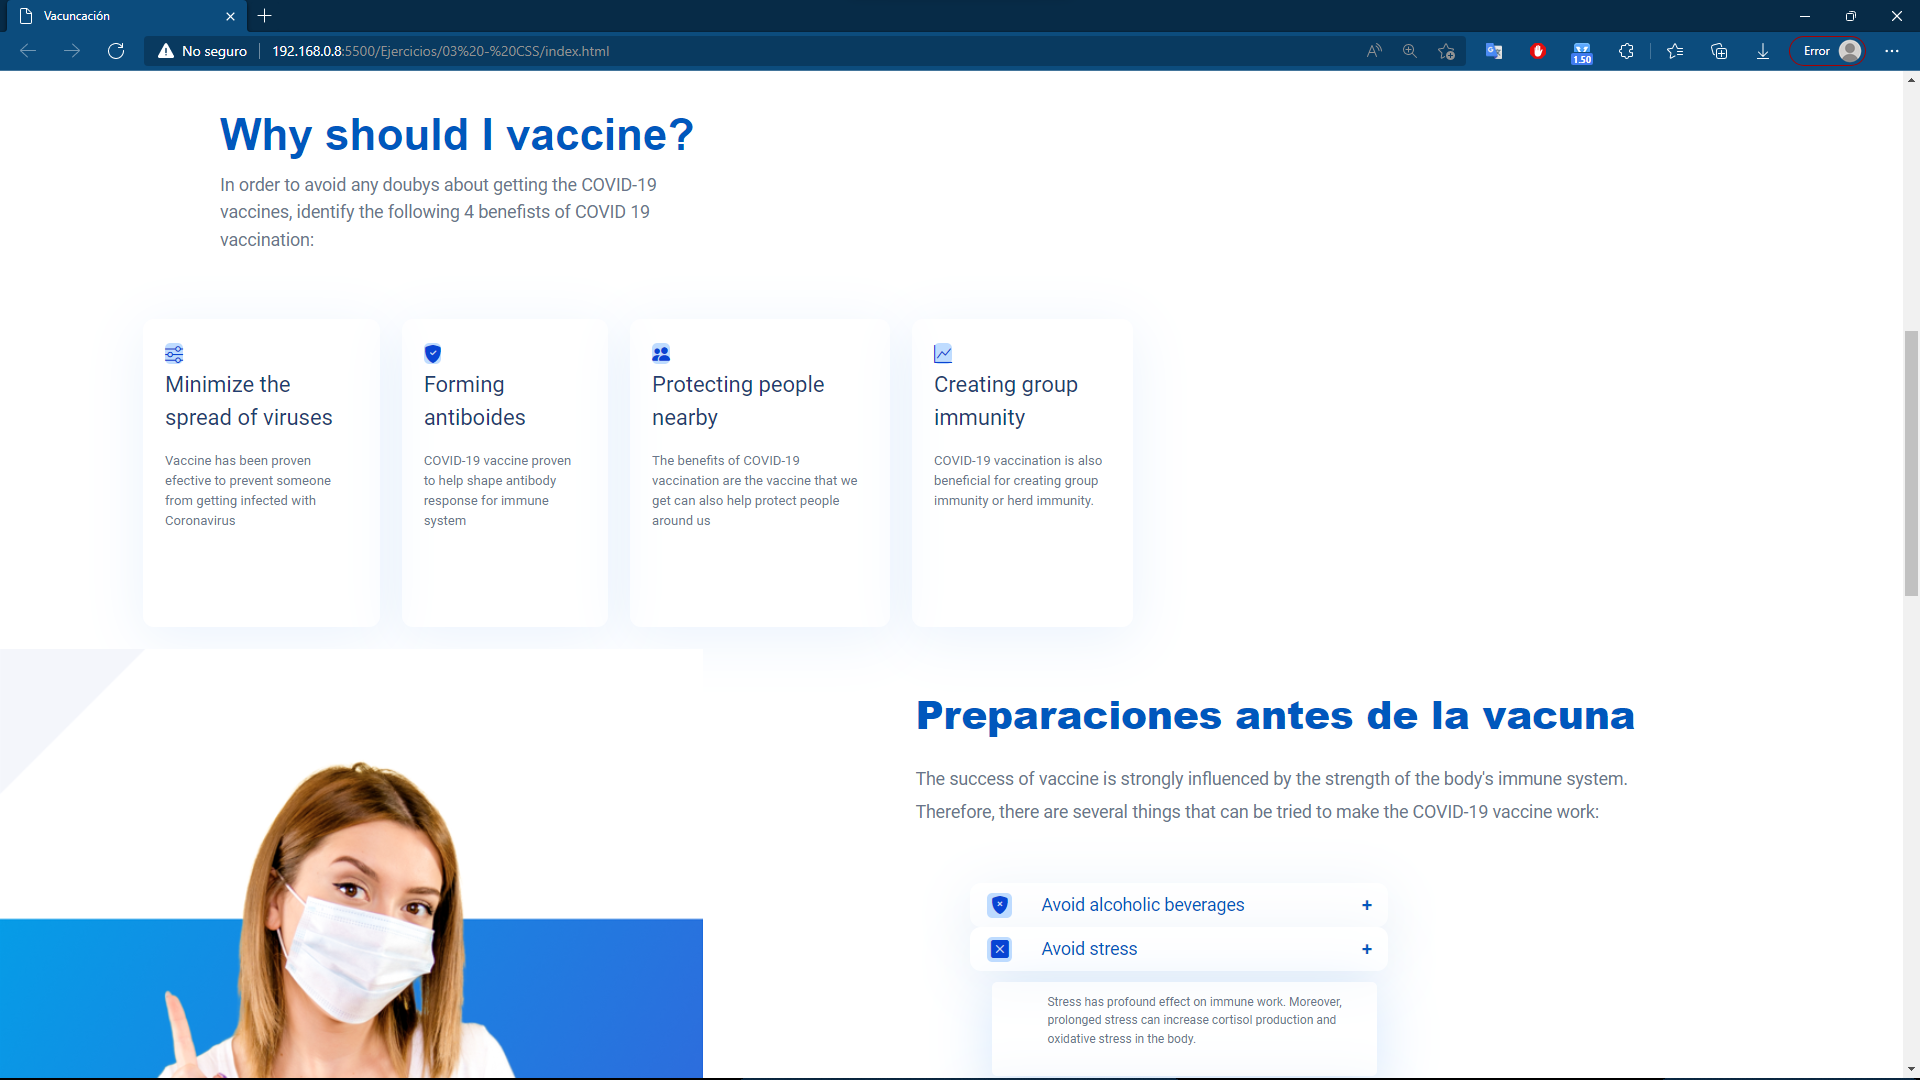 Vacuncación
No seguro
192.168.0.8:5500/Ejercicios/03%20-%20CSS/index.html
1.50
Error
Why should I vaccine?
In order to avoid any doubys about getting the COVID-19
vaccines, identify the following 4 benefists of COVID 19
vaccination:
Minimize the
spread of viruses
Vaccine has been proven
efective to prevent someone
from getting infected with
Coronavirus
Forming
antiboides
COVID-19 vaccine proven
to help shape antibody
response for immune
system
Protecting people
nearby
The benefits of COVID-19
vaccination are the vaccine that we
get can also help protect people
around us
Creating group
immunity
COVID-19 vaccination is also
beneficial for creating group
immunity or herd immunity.
Preparaciones antes de la vacuna
The success of vaccine is strongly influenced by the strength of the body's immune system.
Therefore, there are several things that can be tried to make the COVID-19 vaccine work:
Avoid alcoholic beverages +
Avoid stress +
Stress has profound effect on immune work. Moreover,
prolonged stress can increase cortisol production and
oxidative stress in the body.